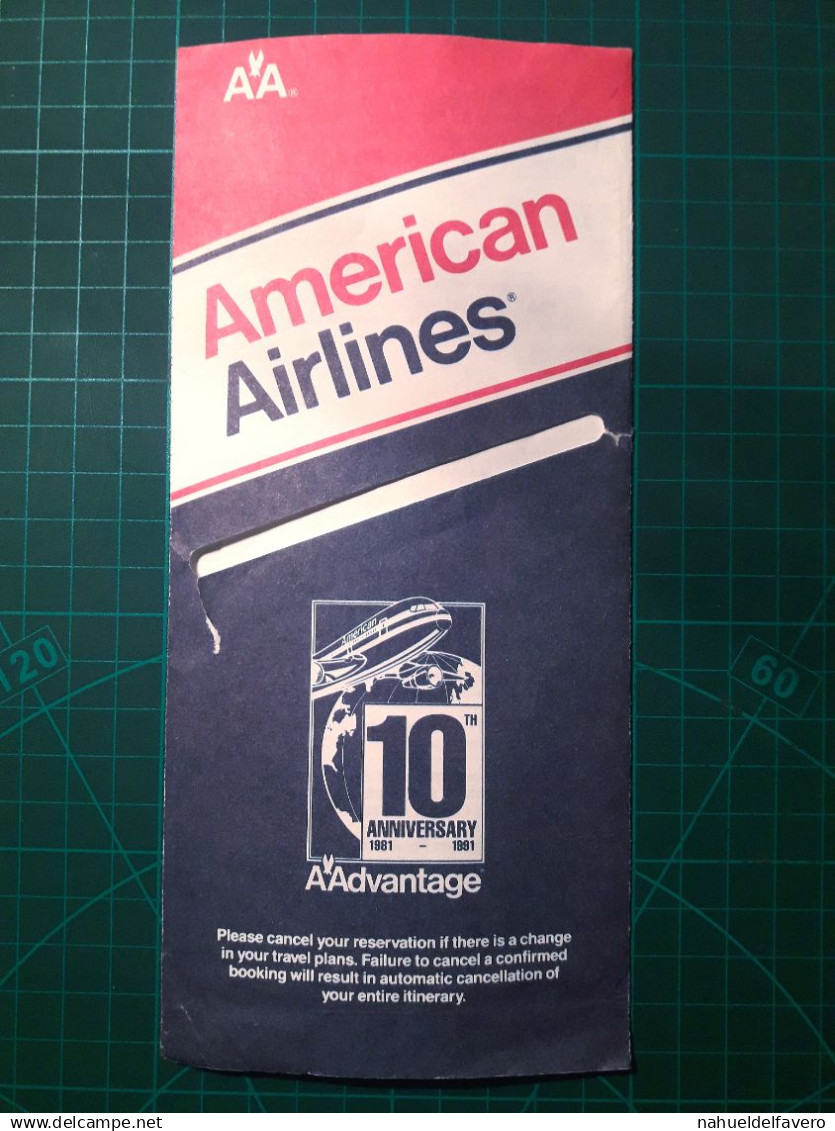 AA®
American
Airlines®
American
10TH
ANNIVERSARY
1981 – 1991
AAdvantage
Please cancel your reservation if there is a change
in your travel plans. Failure to cancel a confirmed
booking will result in automatic cancellation of
your entire itinerary.
120
60
www.delcampe.net
nahueldelfavero